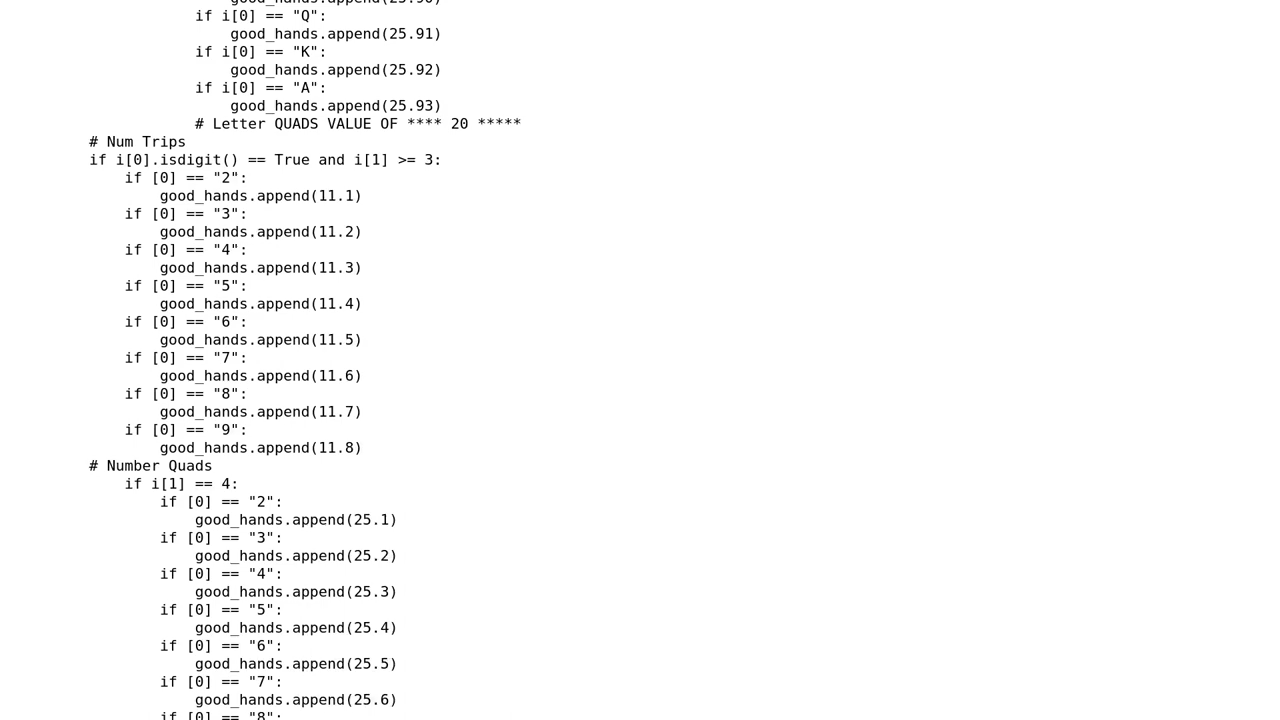 good_hands.append(25.90)
if i[0] == "Q":
good_hands.append(25.91)
if i[0] == "K":
good_hands.append(25.92)
if i[0] == "A":
good_hands.append(25.93)
# Letter QUADS VALUE OF **** 20 *****
# Num Trips
if i[0].isdigit() == True and i[1] >= 3:
if [0] == "2":
good_hands.append(11.1)
if [0] == "3":
good_hands.append(11.2)
if [0] == "4":
good_hands.append(11.3)
if [0] == "5":
good_hands.append(11.4)
if [0] == "6":
good_hands.append(11.5)
if [0] == "7":
good_hands.append(11.6)
if [0] == "8":
good_hands.append(11.7)
if [0] == "9":
good_hands.append(11.8)
# Number Quads
if i[1] == 4:
if [0] == "2":
good_hands.append(25.1)
if [0] == "3":
good_hands.append(25.2)
if [0] == "4":
good_hands.append(25.3)
if [0] == "5":
good_hands.append(25.4)
if [0] == "6":
good_hands.append(25.5)
if [0] == "7":
good_hands.append(25.6)
if [0] == "8":